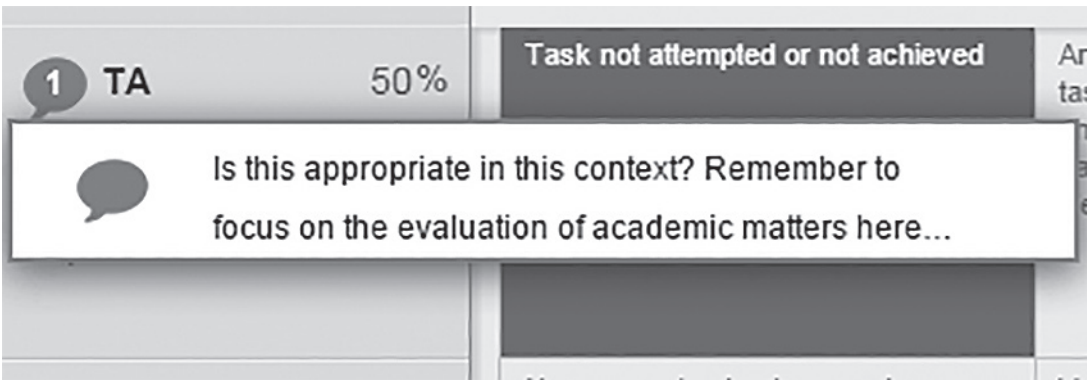 1 TA 50%
Task not attempted or not achieved
Is this appropriate in this context? Remember to
focus on the evaluation of academic matters here...